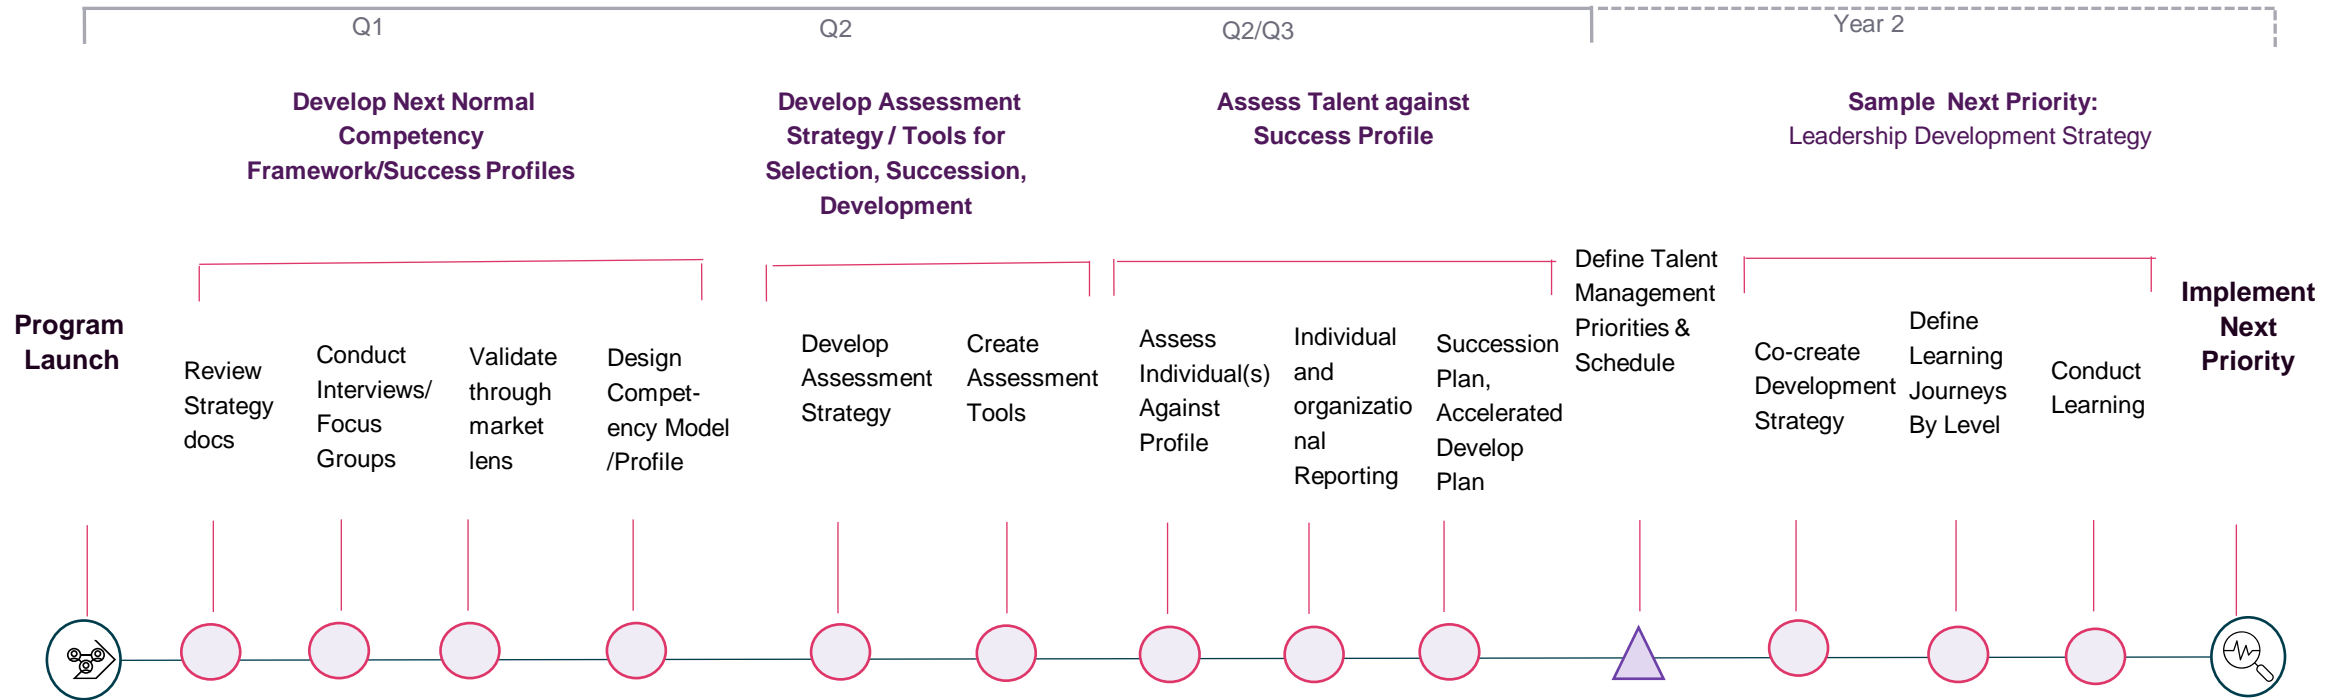 Q1
Q2
Q2/Q3
Year 2
Develop Next Normal
Competency
Framework/Success Profiles
Develop Assessment
Strategy / Tools for
Selection, Succession,
Development
Assess Talent against
Success Profile
Sample Next Priority:
Leadership Development Strategy
Program
Launch
Review
Strategy
docs
Conduct
Interviews/
Focus
Groups
Validate
through
market
lens
Design
Compet-
ency Model
/Profile
Develop
Assessment
Strategy
Create
Assessment
Tools
Assess
Individual(s)
Against
Profile
Individual
and
organizatio
nal
Reporting
Succession
Plan,
Accelerated
Develop
Plan
Define Talent
Management
Priorities &
Schedule
Co-create
Development
Strategy
Define
Learning
Journeys
By Level
Conduct
Learning
Implement
Next
Priority